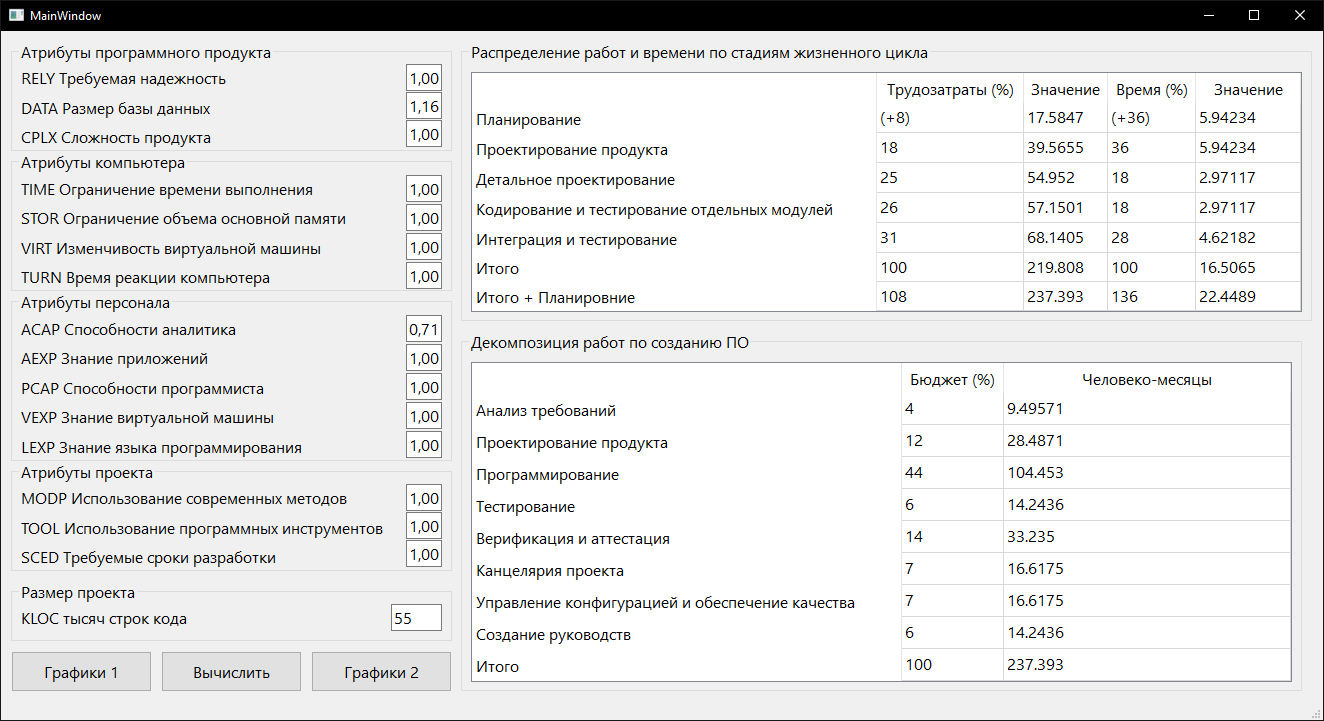 MainWindow
Атрибуты программного продукта
RELY Требуемая надежность 1,00
DATA Размер базы данных 1,16
CPLX Сложность продукта 1,00
Атрибуты компьютера
TIME Ограничение времени выполнения 1,00
STOR Ограничение объема основной памяти 1,00
VIRT Изменчивость виртуальной машины 1,00
TURN Время реакции компьютера 1,00
Атрибуты персонала
ACAP Способности аналитика 0,71
AEXP Знание приложений 1,00
PCAP Способности программиста 1,00
VEXP Знание виртуальной машины 1,00
LEXP Знание языка программирования 1,00
Атрибуты проекта
MODP Использование современных методов 1,00
TOOL Использование программных инструментов 1,00
SCED Требуемые сроки разработки 1,00
Размер проекта
KLOC тысяч строк кода 55
Графики 1 Вычислить Графики 2
Распределение работ и времени по стадиям жизненного цикла
Трудозатраты (%) Значение Время (%) Значение
Планирование (+8) 17.5847 (+36) 5.94234
Проектирование продукта 18 39.5655 36 5.94234
Детальное проектирование 25 54.952 18 2.97117
Кодирование и тестирование отдельных модулей 26 57.1501 18 2.97117
Интеграция и тестирование 31 68.1405 28 4.62182
Итого 100 219.808 100 16.5065
Итого + Планировние 108 237.393 136 22.4489
Декомпозиция работ по созданию ПО
Бюджет (%) Человеко-месяцы
Анализ требований 4 9.49571
Проектирование продукта 12 28.4871
Программирование 44 104.453
Тестирование 6 14.2436
Верификация и аттестация 14 33.235
Канцелярия проекта 7 16.6175
Управление конфигурацией и обеспечение качества 7 16.6175
Создание руководств 6 14.2436
Итого 100 237.393